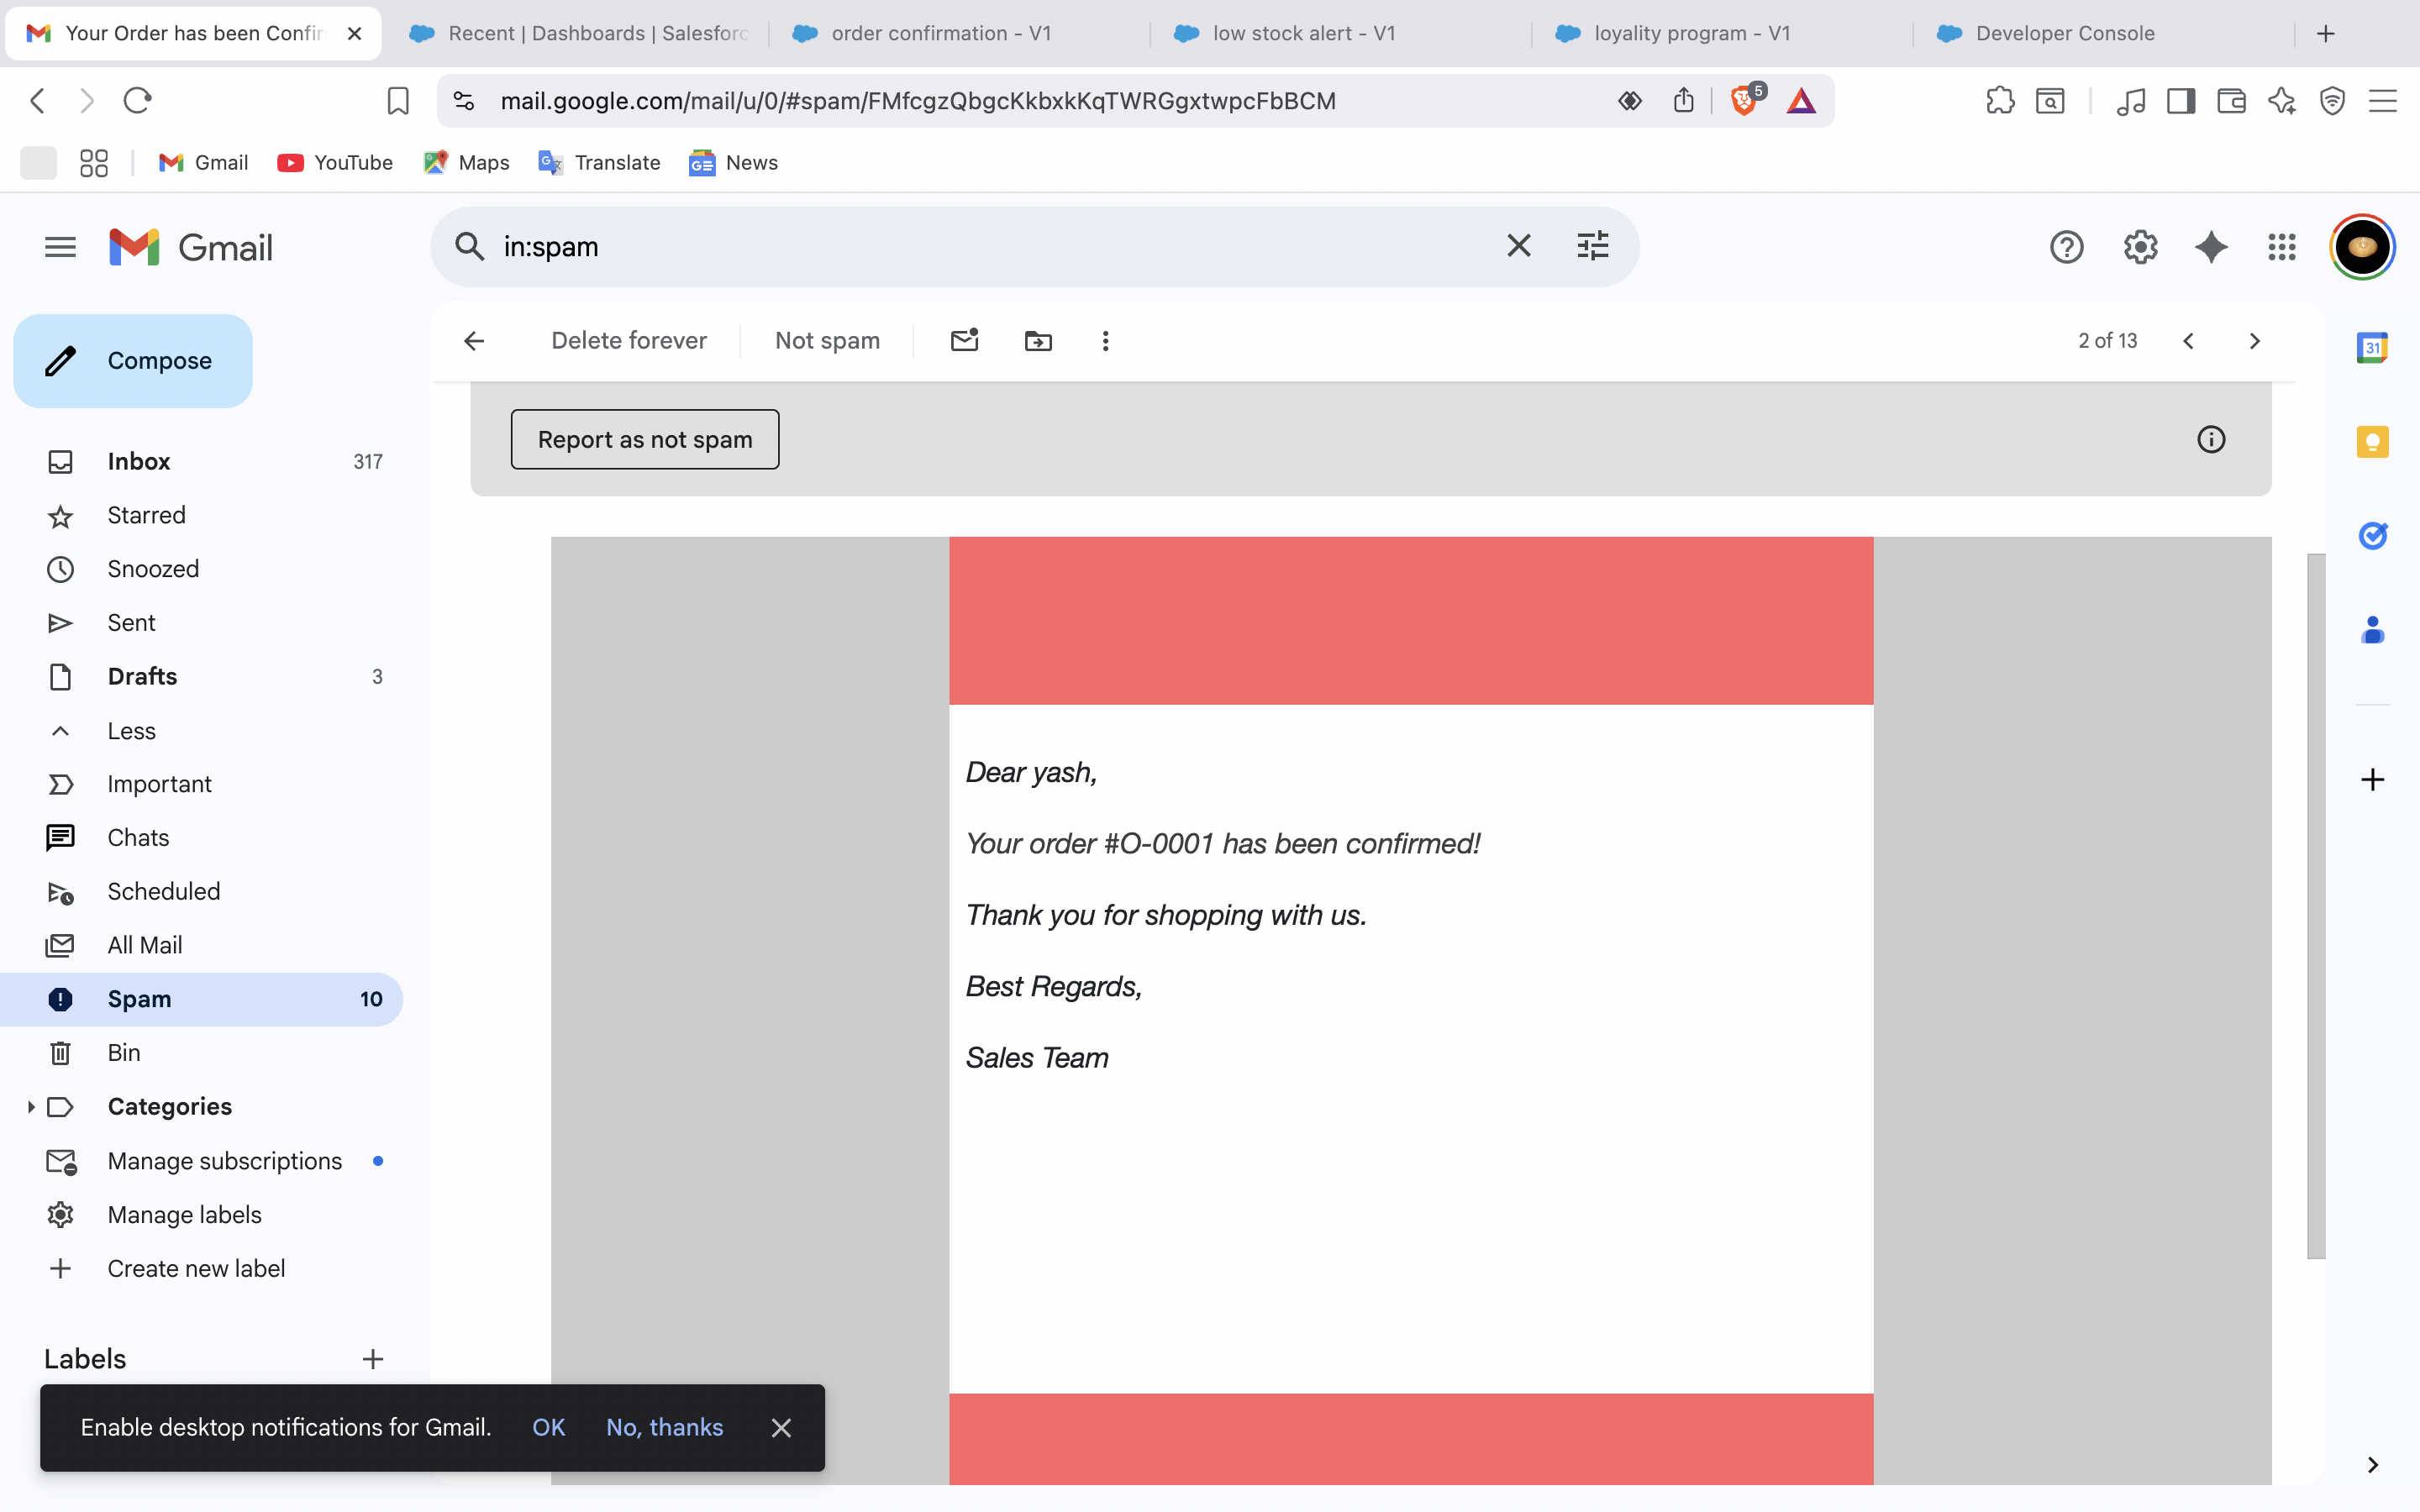 Your Order has been Confir
Recent | Dashboards | Salesforc
order confirmation - V1
low stock alert - V1
loyality program - V1
Developer Console
mail.google.com/mail/u/0/#spam/FMfcgzQbgcKkbxkKqTWRGgxtwpcFbBCM
5
Gmail
YouTube
Maps
Translate
News
Gmail
in:spam
Compose
Delete forever
Not spam
2 of 13
31
Report as not spam
Inbox 317
Starred
Snoozed
Sent
Drafts 3
Less
Important
Chats
Scheduled
All Mail
Spam 10
Bin
Categories
Manage subscriptions
Manage labels
Create new label
Labels
Dear yash,
Your order #O-0001 has been confirmed!
Thank you for shopping with us.
Best Regards,
Sales Team
Enable desktop notifications for Gmail. OK No, thanks